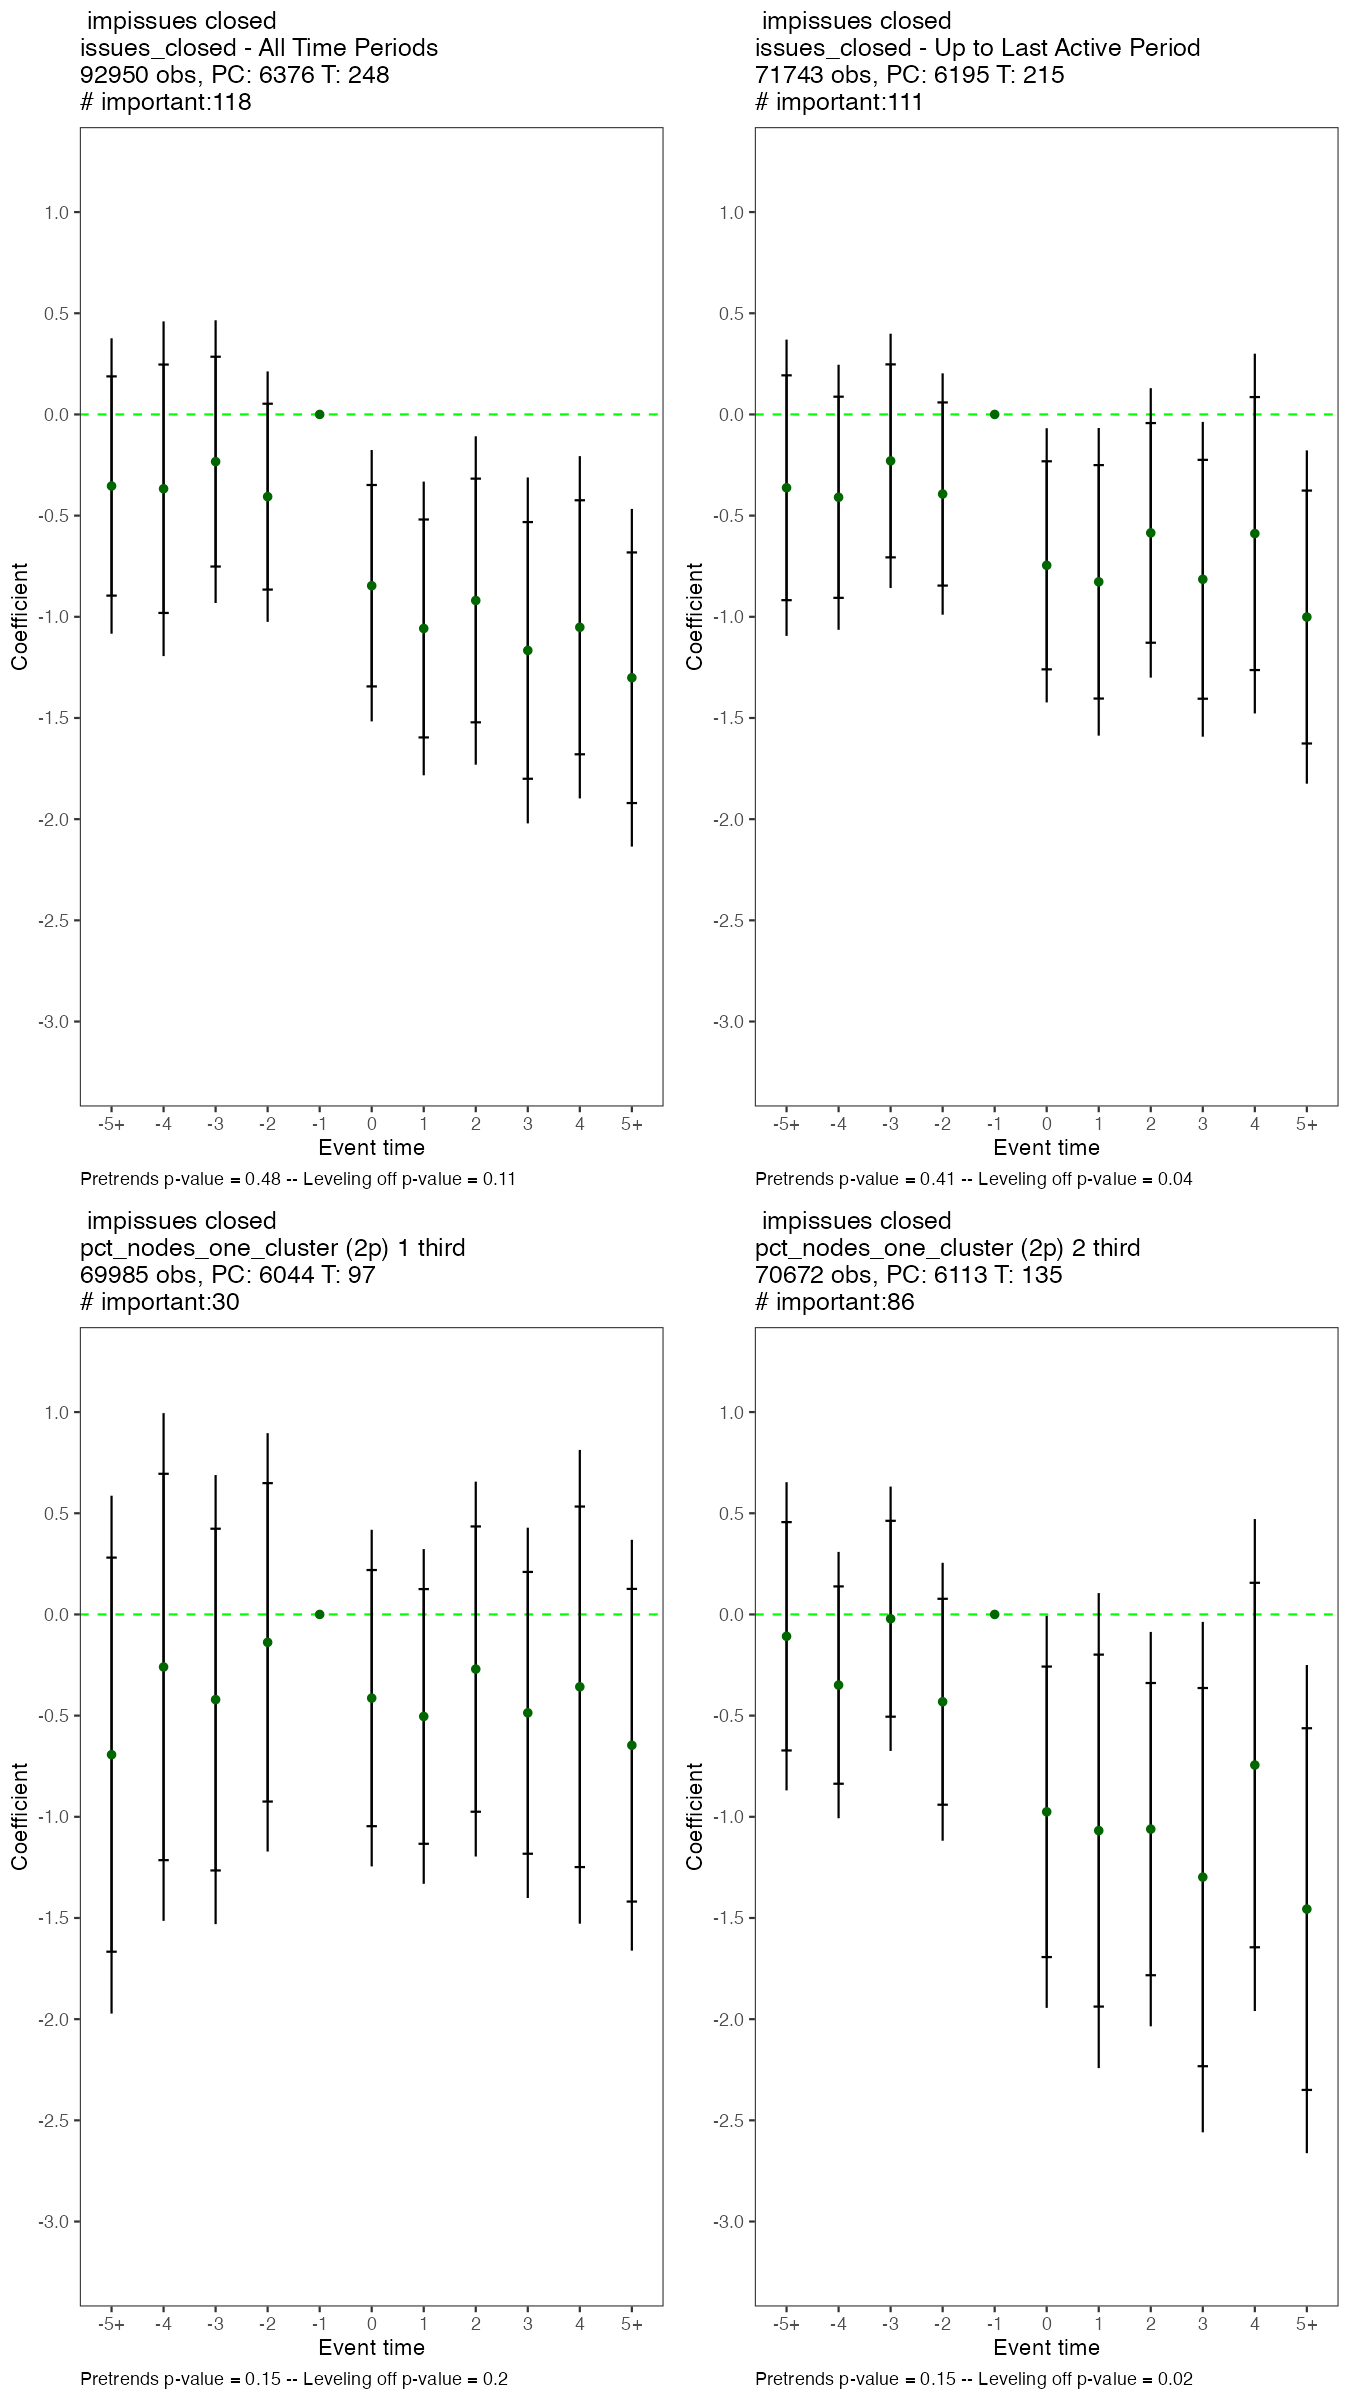 impissues closed
issues_closed - All Time Periods
92950 obs, PC: 6376 T: 248
# important:118
1.0
0.5
0.0
-0.5
-1.0
-1.5
-2.0
-2.5
-3.0
Coefficient
-5+ -4 -3 -2 -1 0 1 2 3 4 5+
Event time
Pretrends p-value = 0.48 -- Leveling off p-value = 0.11
impissues closed
issues_closed - Up to Last Active Period
71743 obs, PC: 6195 T: 215
# important:111
1.0
0.5
0.0
-0.5
-1.0
-1.5
-2.0
-2.5
-3.0
Coefficient
-5+ -4 -3 -2 -1 0 1 2 3 4 5+
Event time
Pretrends p-value = 0.41 -- Leveling off p-value = 0.04
impissues closed
pct_nodes_one_cluster (2p) 1 third
69985 obs, PC: 6044 T: 97
# important:30
1.0
0.5
0.0
-0.5
-1.0
-1.5
-2.0
-2.5
-3.0
Coefficient
-5+ -4 -3 -2 -1 0 1 2 3 4 5+
Event time
Pretrends p-value = 0.15 -- Leveling off p-value = 0.2
impissues closed
pct_nodes_one_cluster (2p) 2 third
70672 obs, PC: 6113 T: 135
# important:86
1.0
0.5
0.0
-0.5
-1.0
-1.5
-2.0
-2.5
-3.0
Coefficient
-5+ -4 -3 -2 -1 0 1 2 3 4 5+
Event time
Pretrends p-value = 0.15 -- Leveling off p-value = 0.02